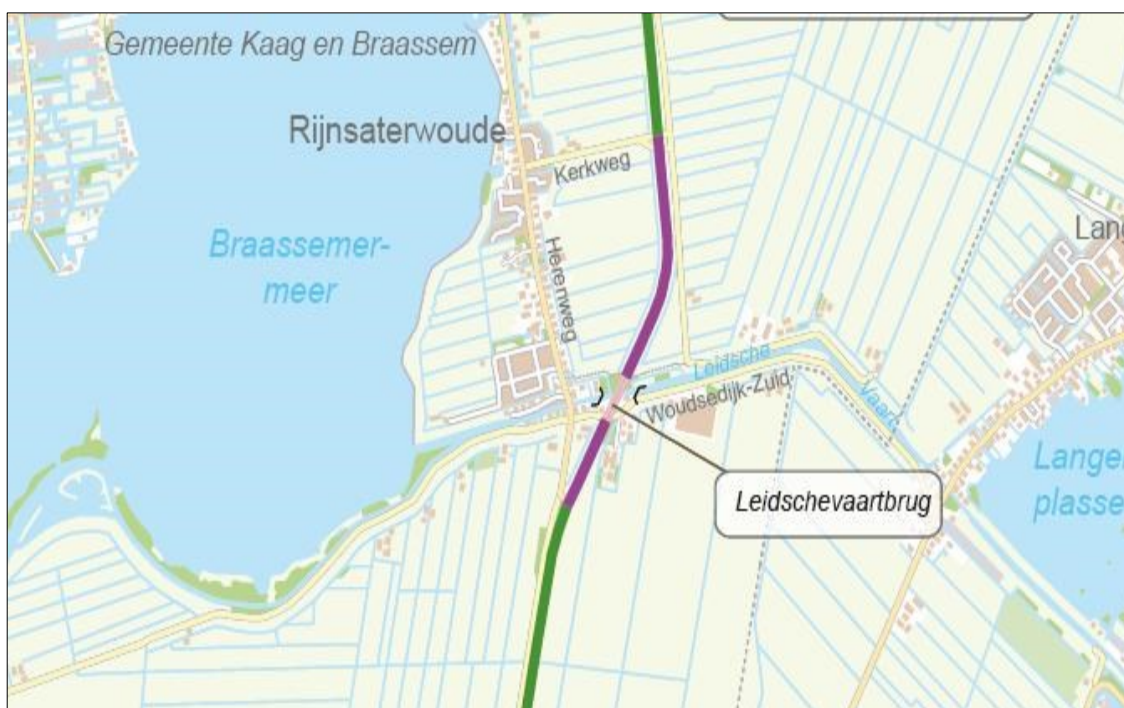 Gemeente Kaag en Braassem
Rijnsaterwoude
Kerkweg
Braassemer-
meer
Herenweg
Leidsche
Vaart
Woudsedijk-Zuid
Lang
Leidschevaartbrug
Lange
plasse